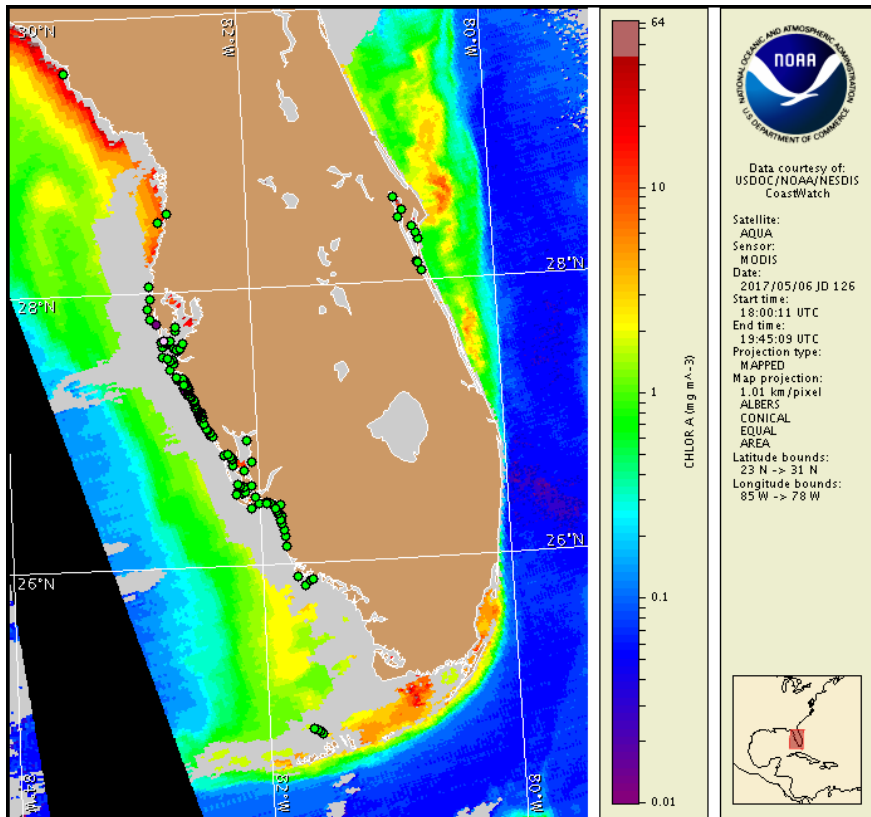 30°N
82°W
80°W
28°N
28°N
26°N
26°N
84°W
82°W
80°W
64
10
1
0.1
0.01
CHLOR A (mg m^-3)
NATIONAL OCEANIC AND ATMOSPHERIC ADMINISTRATION
NOAA
U.S. DEPARTMENT OF COMMERCE
Data courtesy of:
USDOC/NOAA/NESDIS
CoastWatch
Satellite:
AQUA
Sensor:
MODIS
Date:
2017/05/06 JD 126
Start time:
18:00:11 UTC
End time:
19:45:09 UTC
Projection type:
MAPPED
Map projection:
1.01 km/pixel
ALBERS
CONICAL
EQUAL
AREA
Latitude bounds:
23 N -> 31 N
Longitude bounds:
85 W -> 78 W